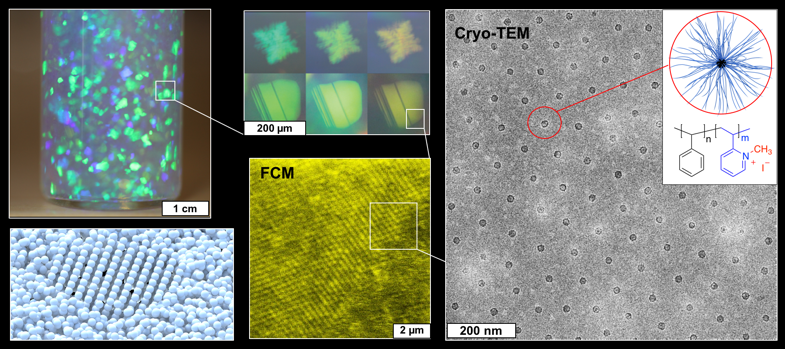 1 cm
200 µm
FCM
2 µm
Cryo-TEM
200 nm
n
m
N
+
CH3
I−